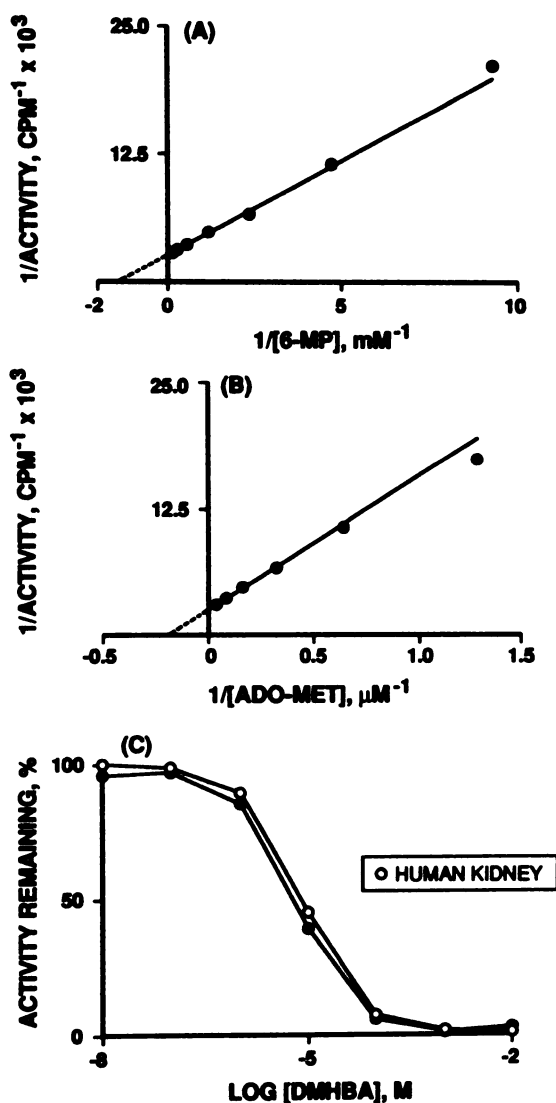 (A)
1/ACTIVITY, CPM⁻¹ x 10³
25.0
12.5
-2
0
5
10
1/[6-MP], mM⁻¹
(B)
1/ACTIVITY, CPM⁻¹ x 10³
25.0
12.5
-0.5
0
0.5
1.0
1.5
1/[ADO-MET], μM⁻¹
(C)
ACTIVITY REMAINING, %
100
50
0
-8
-5
-2
LOG [DMHBA], M
HUMAN KIDNEY